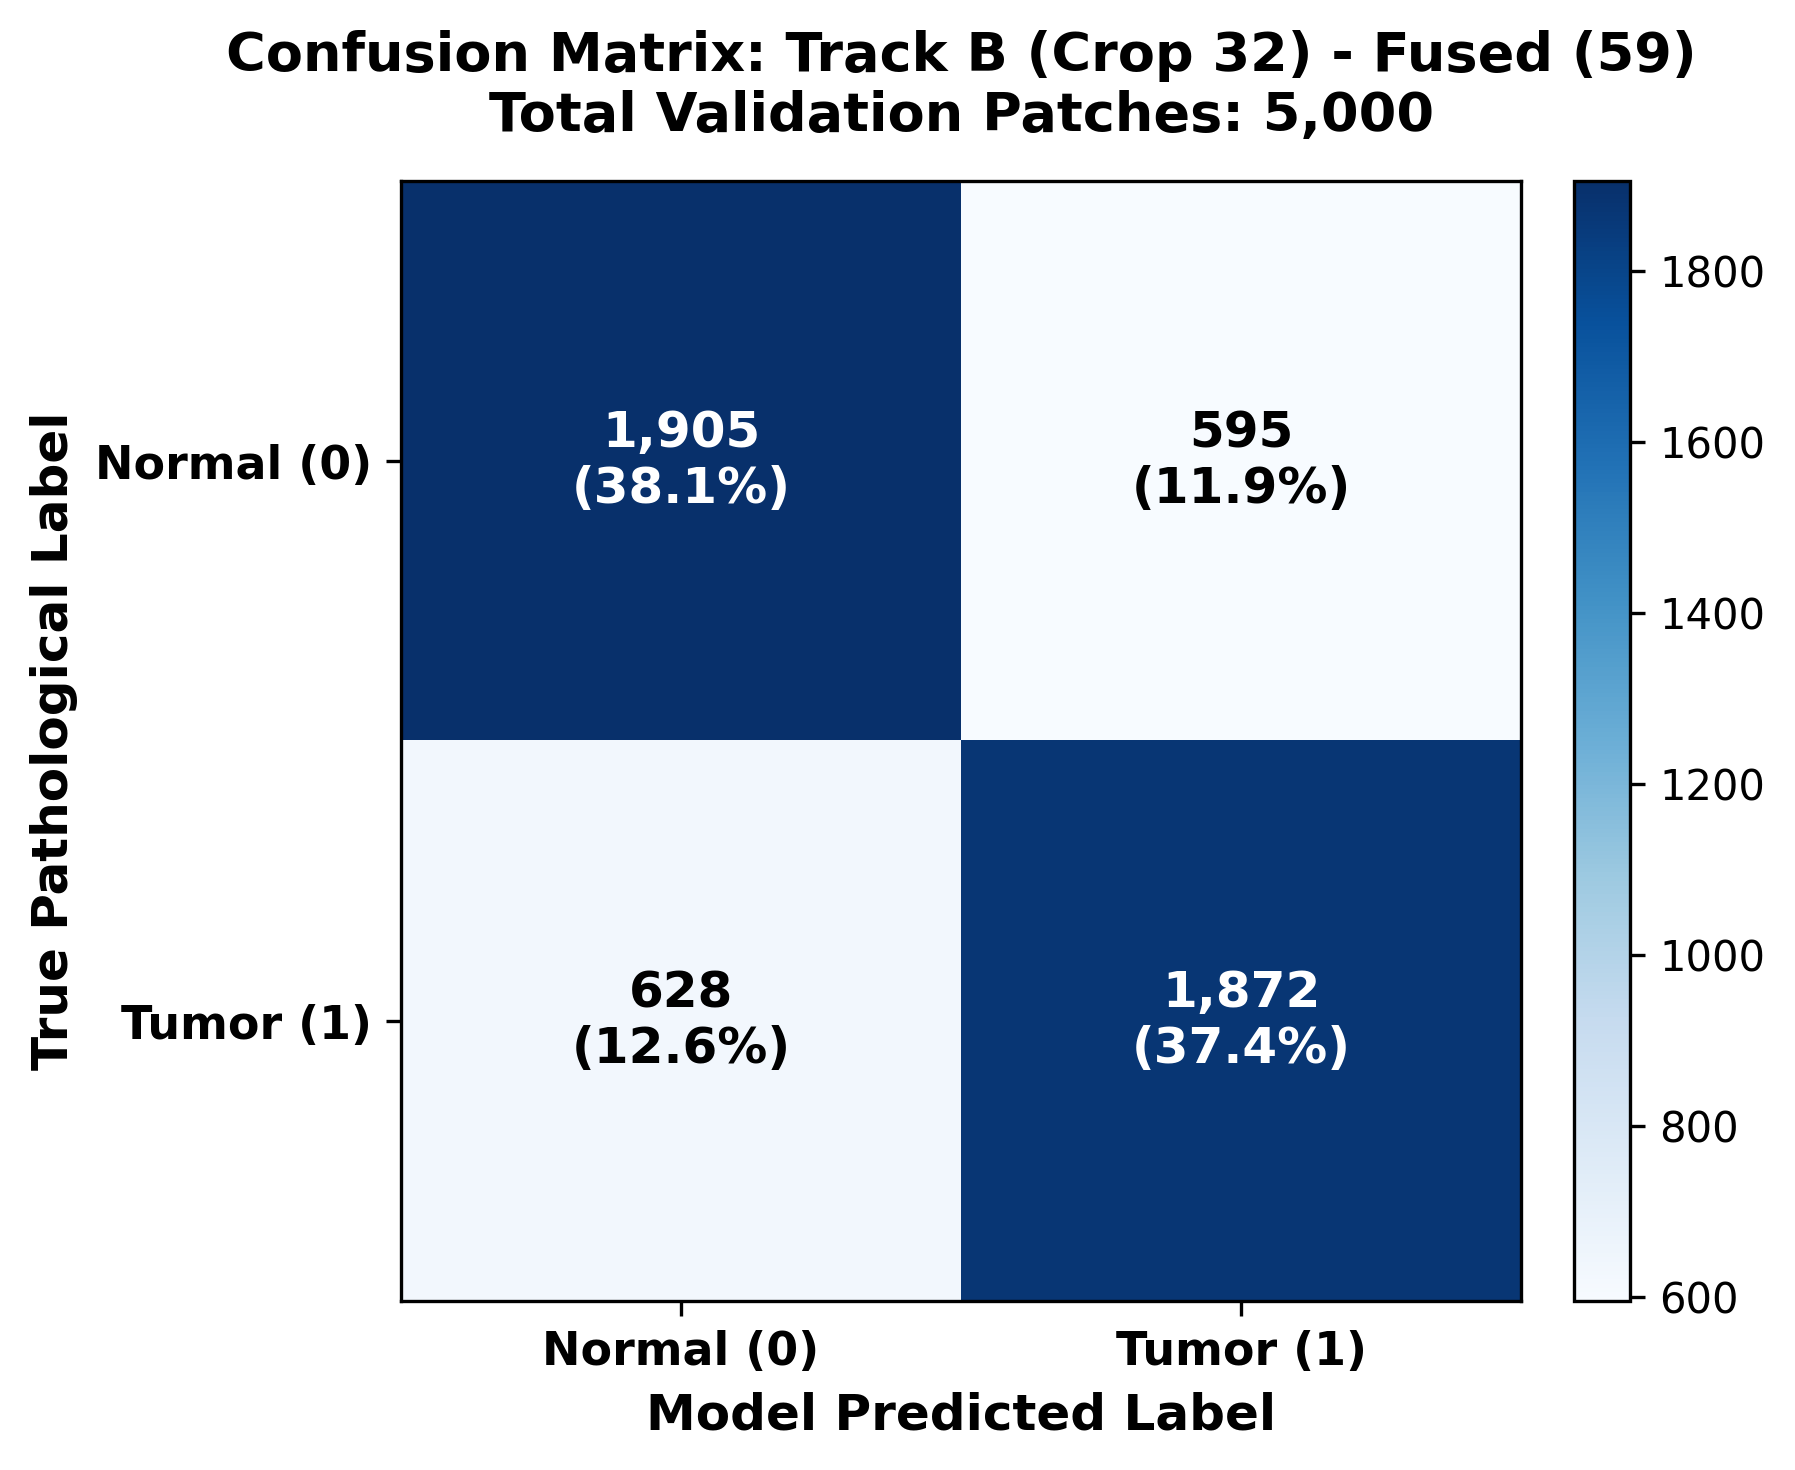 Confusion Matrix: Track B (Crop 32) - Fused (59)
Total Validation Patches: 5,000
True Pathological Label
Normal (0)
1,905
(38.1%)
595
(11.9%)
Tumor (1)
628
(12.6%)
1,872
(37.4%)
Normal (0)
Tumor (1)
Model Predicted Label
1800
1600
1400
1200
1000
800
600